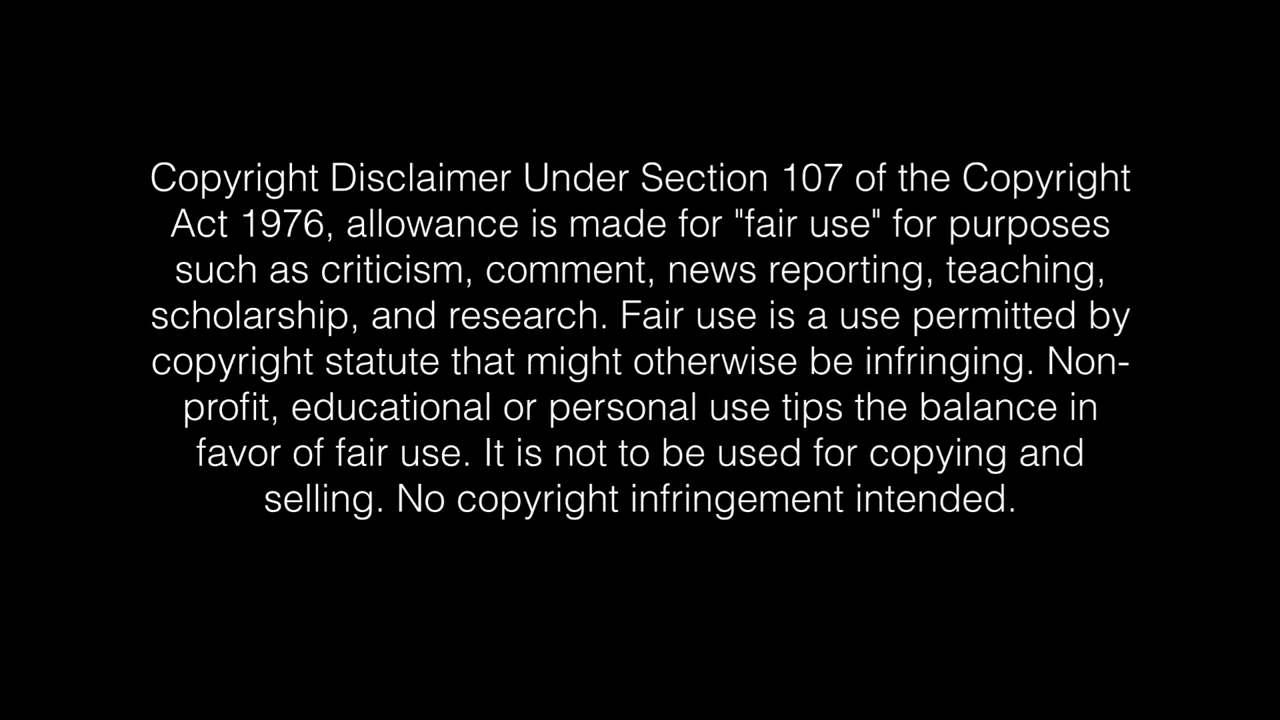 Copyright Disclaimer Under Section 107 of the Copyright
Act 1976, allowance is made for "fair use" for purposes
such as criticism, comment, news reporting, teaching,
scholarship, and research. Fair use is a use permitted by
copyright statute that might otherwise be infringing. Non-
profit, educational or personal use tips the balance in
favor of fair use. It is not to be used for copying and
selling. No copyright infringement intended.